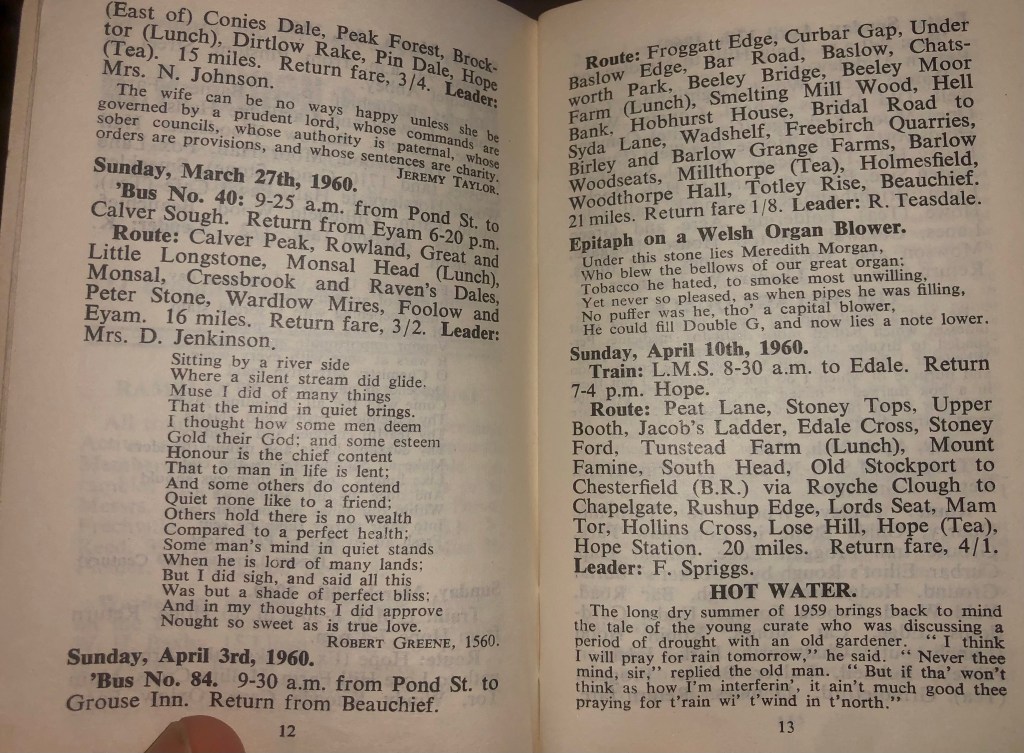 (East of) Conies Dale, Peak Forest, Brock-
tor (Lunch), Dirtlow Rake, Pin Dale, Hope
(Tea). 15 miles. Return fare, 3/4. Leader:
Mrs. N. Johnson.
The wife can be no ways happy unless she be
governed by a prudent lord, whose commands are
sober councils, whose authority is paternal, whose
orders are provisions, and whose sentences are charity.
JEREMY TAYLOR.
Sunday, March 27th, 1960.
'Bus No. 40: 9-25 a.m. from Pond St. to
Calver Sough. Return from Eyam 6-20 p.m.
Route: Calver Peak, Rowland, Great and
Little Longstone, Monsal Head (Lunch),
Monsal, Cressbrook and Raven's Dales,
Peter Stone, Wardlow Mires, Foolow and
Eyam. 16 miles. Return fare, 3/2. Leader:
Mrs. D. Jenkinson.
Sitting by a river side
Where a silent stream did glide.
Muse I did of many things
That the mind in quiet brings.
I thought how some men deem
Gold their God; and some esteem
Honour is the chief content
That to man in life is lent;
And some others do contend
Quiet none like to a friend;
Others hold there is no wealth
Compared to a perfect health;
Some man's mind in quiet stands
When he is lord of many lands;
But I did sigh, and said all this
Was but a shade of perfect bliss;
And in my thoughts I did approve
Nought so sweet as is true love.
ROBERT GREENE, 1560.
Sunday, April 3rd, 1960.
'Bus No. 84. 9-30 a.m. from Pond St. to
Grouse Inn. Return from Beauchief.
12
Route: Froggatt Edge, Curbar Gap, Under
Baslow Edge, Bar Road, Baslow, Chats-
worth Park, Beeley Bridge, Beeley Moor
Farm (Lunch), Smelting Mill Wood, Hell
Bank, Hobhurst House, Bridal Road to
Syda Lane, Wadshelf, Freebirch Quarries,
Birley and Barlow Grange Farms, Barlow
Woodseats, Millthorpe (Tea), Holmesfield,
Woodthorpe Hall, Totley Rise, Beauchief.
21 miles. Return fare 1/8. Leader: R. Teasdale.
Epitaph on a Welsh Organ Blower.
Under this stone lies Meredith Morgan,
Who blew the bellows of our great organ;
Tobacco he hated, to smoke most unwilling,
Yet never so pleased, as when pipes he was filling,
No puffer was he, tho' a capital blower,
He could fill Double G, and now lies a note lower.
Sunday, April 10th, 1960.
Train: L.M.S. 8-30 a.m. to Edale. Return
7-4 p.m. Hope.
Route: Peat Lane, Stoney Tops, Upper
Booth, Jacob's Ladder, Edale Cross, Stoney
Ford, Tunstead Farm (Lunch), Mount
Famine, South Head, Old Stockport to
Chesterfield (B.R.) via Royche Clough to
Chapelgate, Rushup Edge, Lords Seat, Mam
Tor, Hollins Cross, Lose Hill, Hope (Tea),
Hope Station. 20 miles. Return fare, 4/1.
Leader: F. Spriggs.
HOT WATER.
The long dry summer of 1959 brings back to mind
the tale of the young curate who was discussing a
period of drought with an old gardener. "I think
I will pray for rain tomorrow," he said. "Never thee
mind, sir," replied the old man. "But if tha' won't
think as how I'm interferin', it ain't much good thee
praying for t'rain wi' t'wind in t'north."
13